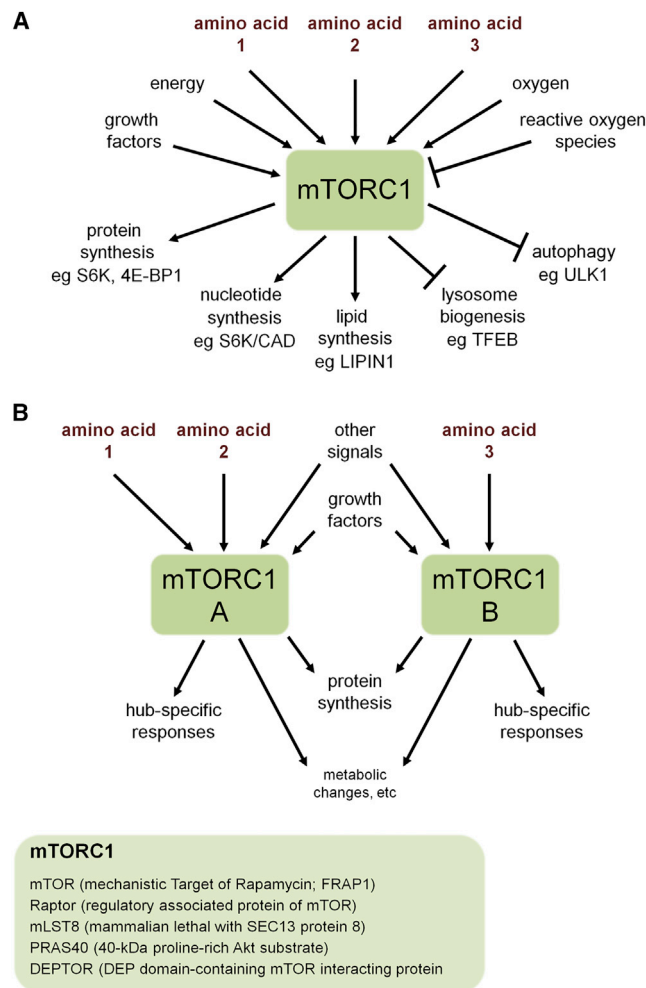 A
amino acid
1
amino acid
2
amino acid
3
energy
oxygen
growth
factors
reactive oxygen
species
mTORC1
protein
synthesis
eg S6K, 4E-BP1
nucleotide
synthesis
eg S6K/CAD
lipid
synthesis
eg LIPIN1
lysosome
biogenesis
eg TFEB
autophagy
eg ULK1
B
amino acid
1
amino acid
2
other
signals
amino acid
3
growth
factors
mTORC1
A
mTORC1
B
hub-specific
responses
protein
synthesis
hub-specific
responses
metabolic
changes, etc
mTORC1
mTOR (mechanistic Target of Rapamycin; FRAP1)
Raptor (regulatory associated protein of mTOR)
mLST8 (mammalian lethal with SEC13 protein 8)
PRAS40 (40-kDa proline-rich Akt substrate)
DEPTOR (DEP domain-containing mTOR interacting protein